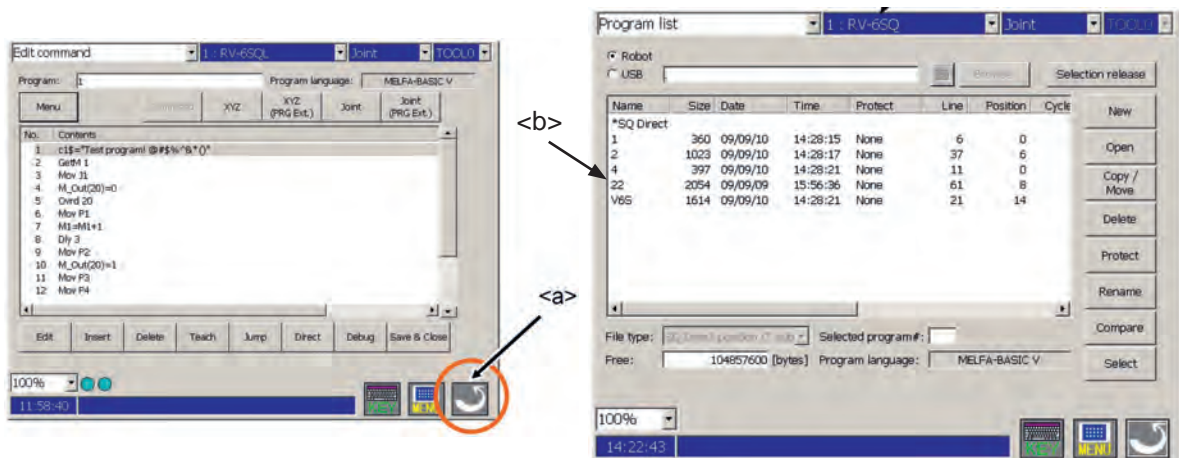 Edit command 1 : RV-6SQL Joint TOOL0
Program: 1 Program language: MELFA-BASIC V
Menu XYZ XYZ (PRG Ext.) Joint Joint (PRG Ext.)
No. Contents
1 c1$="Test program! @#$%^&*()"
2 GetM 1
3 Mov J1
4 M_Out(20)=0
5 Ovrd 20
6 Mov P1
7 M1=M1+1
8 Dly 3
9 Mov P2
10 M_Out(20)=1
11 Mov P3
12 Mov P4
Edit Insert Delete Teach Jump Direct Debug Save & Close
100%
11:58:40 MENU
<a>
<b>
Program list 1 : RV-6SQ Joint TOOL0
Robot
USB Browse Selection release
Name Size Date Time Protect Line Position Cycle
*SQ Direct
1 360 09/09/10 14:28:15 None 6 0
2 1023 09/09/10 14:28:17 None 37 6
4 397 09/09/10 14:28:21 None 11 0
22 2054 09/09/09 15:56:36 None 61 8
V6S 1614 09/09/10 14:28:21 None 21 14
New
Open
Copy / Move
Delete
Protect
Rename
Compare
Select
File type: SQ Direct position Selected program#:
Free: 104857600 [bytes] Program language: MELFA-BASIC V
100%
14:22:43 MENU